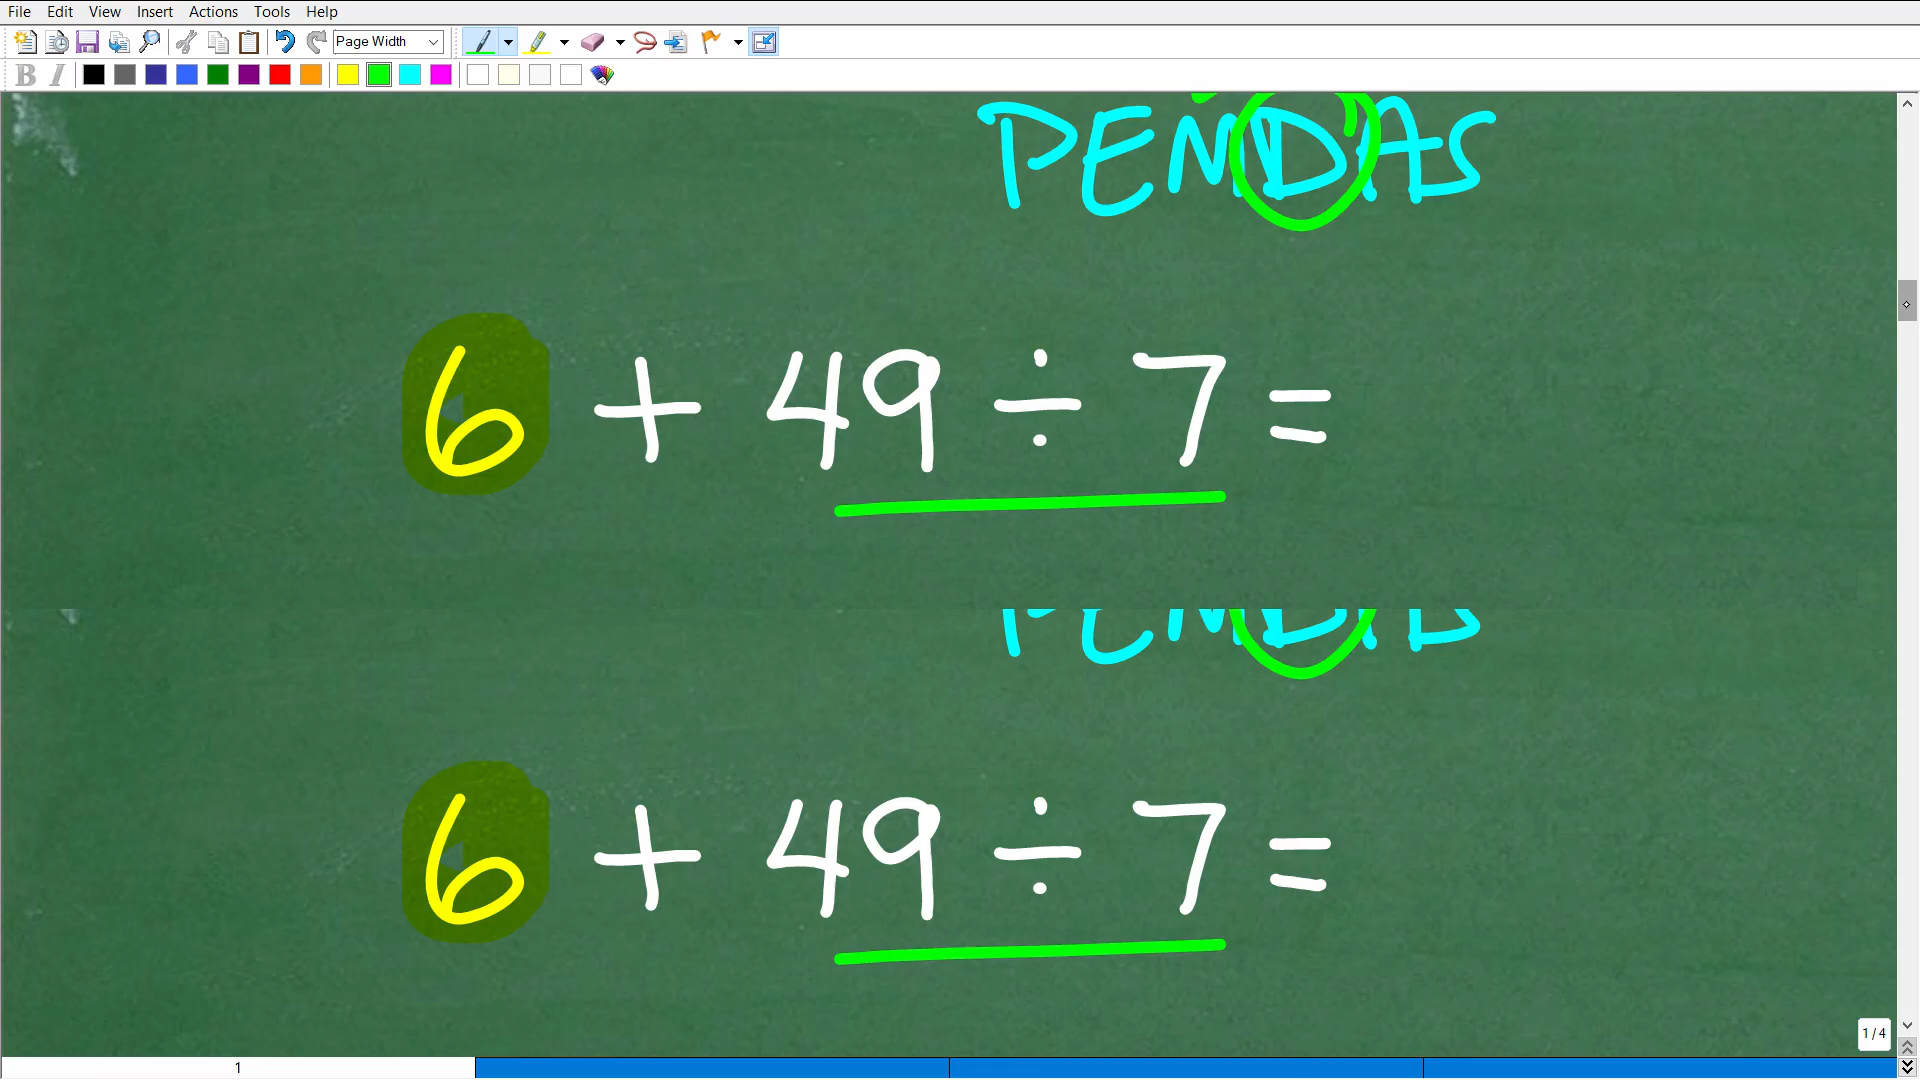 File Edit View Insert Actions Tools Help
Page Width
B I
PEMDAS
6 + 49 ÷ 7 =
6 + 49 ÷ 7 =
1 / 4
1